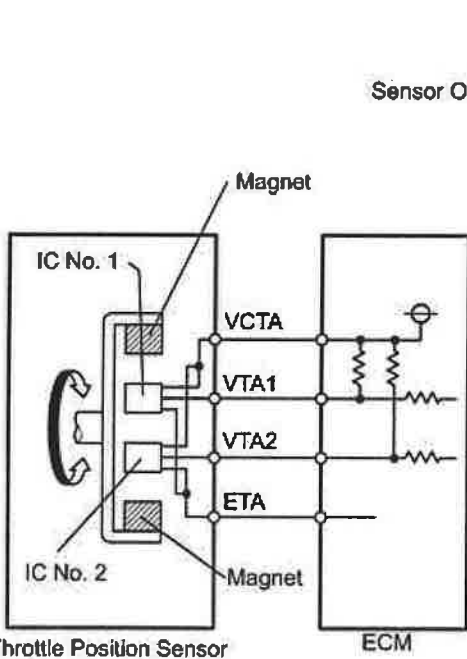 Sensor O
Magnet
IC No. 1
VCTA
VTA1
VTA2
ETA
IC No. 2
Magnet
Throttle Position Sensor
ECM